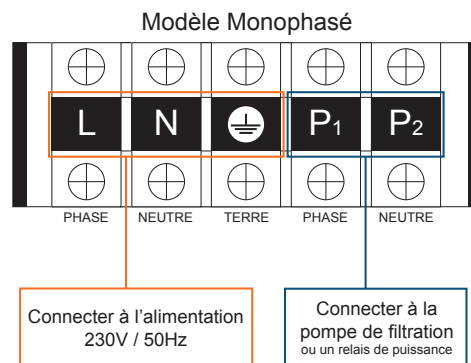 Modèle Monophasé
L N P1 P2
PHASE NEUTRE TERRE PHASE NEUTRE
Connecter à l’alimentation
230V / 50Hz
Connecter à la
pompe de filtration
ou un relais de puissance